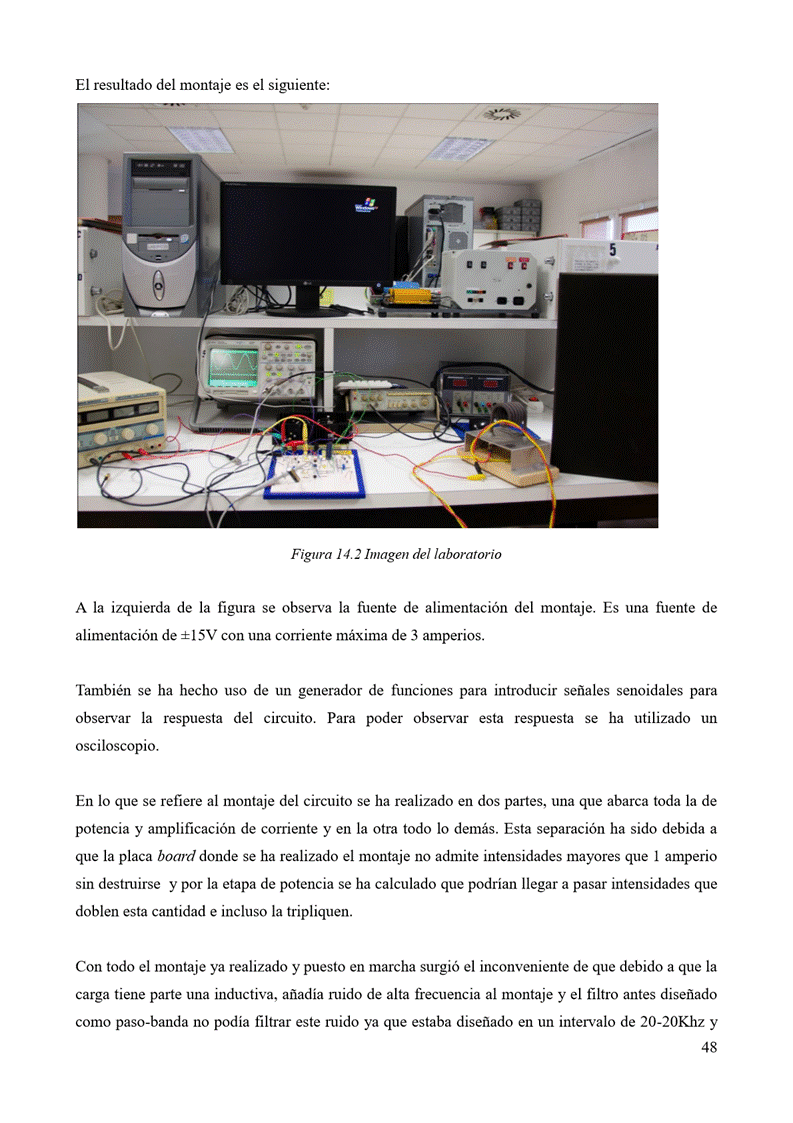 El resultado del montaje es el siguiente:
Windows
5
Figura 14.2 Imagen del laboratorio
A la izquierda de la figura se observa la fuente de alimentación del montaje. Es una fuente de
alimentación de ±15V con una corriente máxima de 3 amperios.
También se ha hecho uso de un generador de funciones para introducir señales senoidales para
observar la respuesta del circuito. Para poder observar esta respuesta se ha utilizado un
osciloscopio.
En lo que se refiere al montaje del circuito se ha realizado en dos partes, una que abarca toda la de
potencia y amplificación de corriente y en la otra todo lo demás. Esta separación ha sido debida a
que la placa board donde se ha realizado el montaje no admite intensidades mayores que 1 amperio
sin destruirse y por la etapa de potencia se ha calculado que podrían llegar a pasar intensidades que
doblen esta cantidad e incluso la tripliquen.
Con todo el montaje ya realizado y puesto en marcha surgió el inconveniente de que debido a que la
carga tiene parte una inductiva, añadía ruido de alta frecuencia al montaje y el filtro antes diseñado
como paso-banda no podía filtrar este ruido ya que estaba diseñado en un intervalo de 20-20Khz y
48